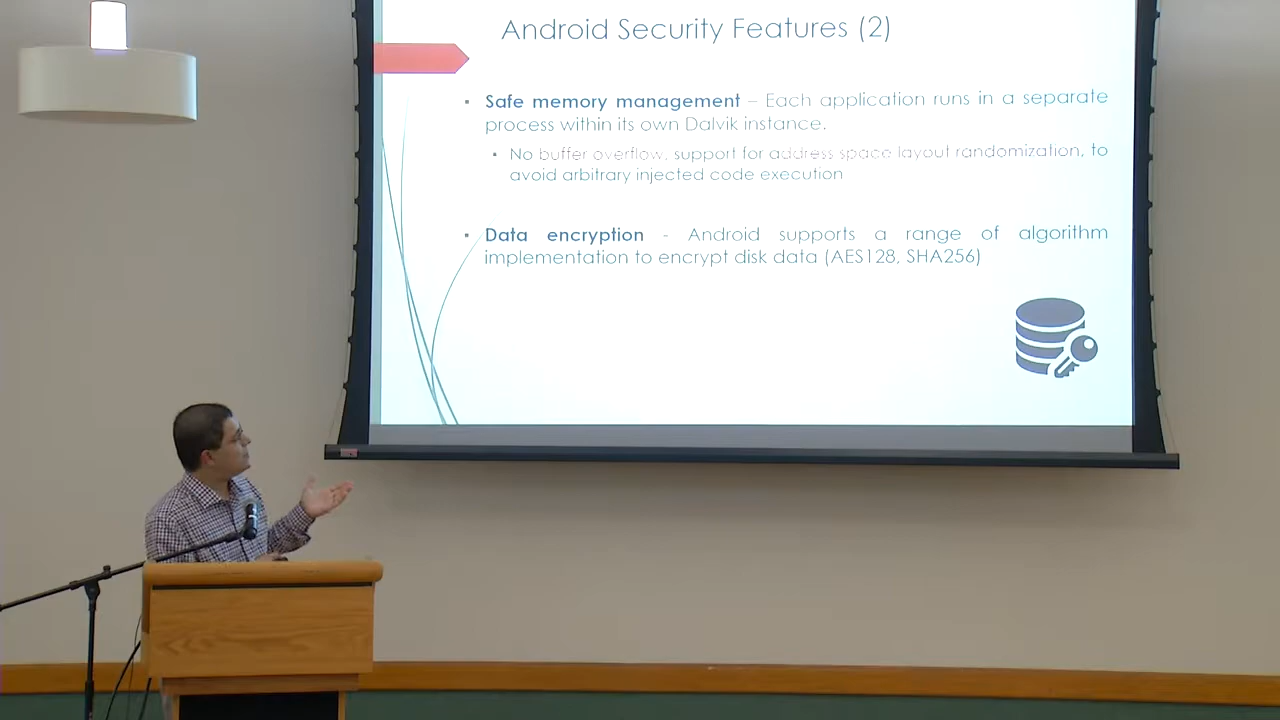 Android Security Features (2)
▪ Safe memory management – Each application runs in a separate
process within its own Dalvik instance.
▪ No buffer overflow, support for address space layout randomization, to
avoid arbitrary injected code execution
▪ Data encryption - Android supports a range of algorithm
implementation to encrypt disk data (AES128, SHA256)